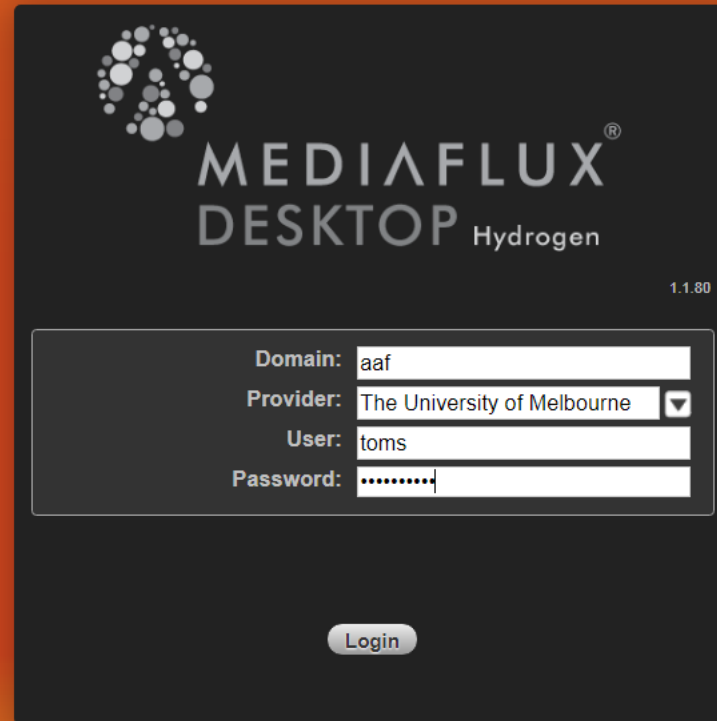 MEDIAFLUX®
DESKTOP Hydrogen
1.1.80
Domain: aaf
Provider: The University of Melbourne
User: toms
Password: ••••••••••
Login